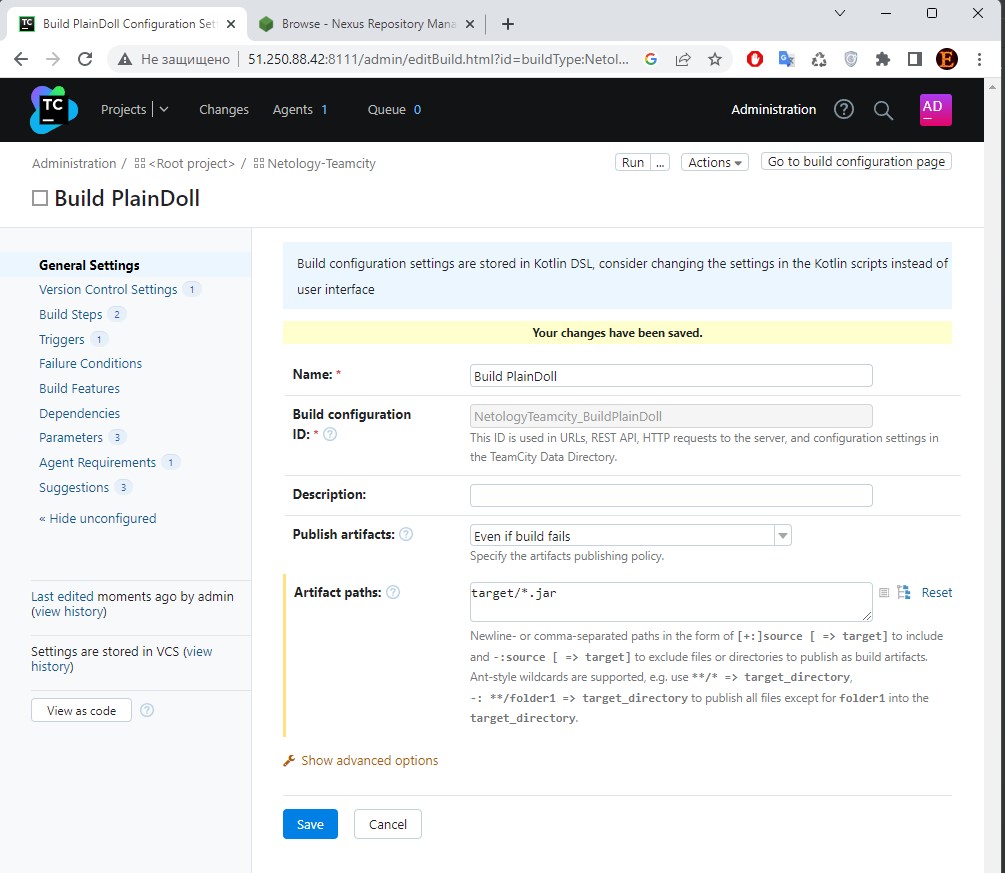 TC Build PlainDoll Configuration Set
Browse - Nexus Repository Mana
Не защищено 51.250.88.42:8111/admin/editBuild.html?id=buildType:Netol...
TC
Projects
Changes
Agents 1
Queue 0
Administration
AD
Administration / <Root project> / Netology-Teamcity
Run ...
Actions
Go to build configuration page
Build PlainDoll
General Settings
Version Control Settings 1
Build Steps 2
Triggers 1
Failure Conditions
Build Features
Dependencies
Parameters 3
Agent Requirements 1
Suggestions 3
« Hide unconfigured
Last edited moments ago by admin
(view history)
Settings are stored in VCS (view
history)
View as code ?
Build configuration settings are stored in Kotlin DSL, consider changing the settings in the Kotlin scripts instead of
user interface
Your changes have been saved.
Name: * Build PlainDoll
Build configuration
ID: * ?
NetologyTeamcity_BuildPlainDoll
This ID is used in URLs, REST API, HTTP requests to the server, and configuration settings in
the TeamCity Data Directory.
Description:
Publish artifacts: ? Even if build fails
Specify the artifacts publishing policy.
Artifact paths: ? target/*.jar Reset
Newline- or comma-separated paths in the form of [+:]source [ => target] to include
and -:source [ => target] to exclude files or directories to publish as build artifacts.
Ant-style wildcards are supported, e.g. use **/* => target_directory,
-: **/folder1 => target_directory to publish all files except for folder1 into the
target_directory.
Show advanced options
Save Cancel